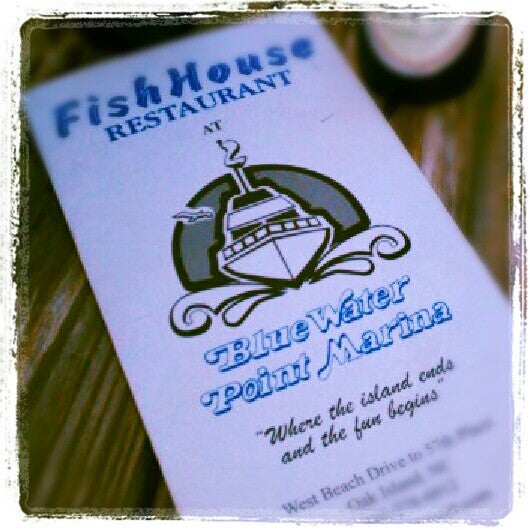 FishHouse
RESTAURANT
AT
BlueWater
Point Marina
"Where the island ends
and the fun begins"
West Beach Drive to 57th Place
Oak Island, NC